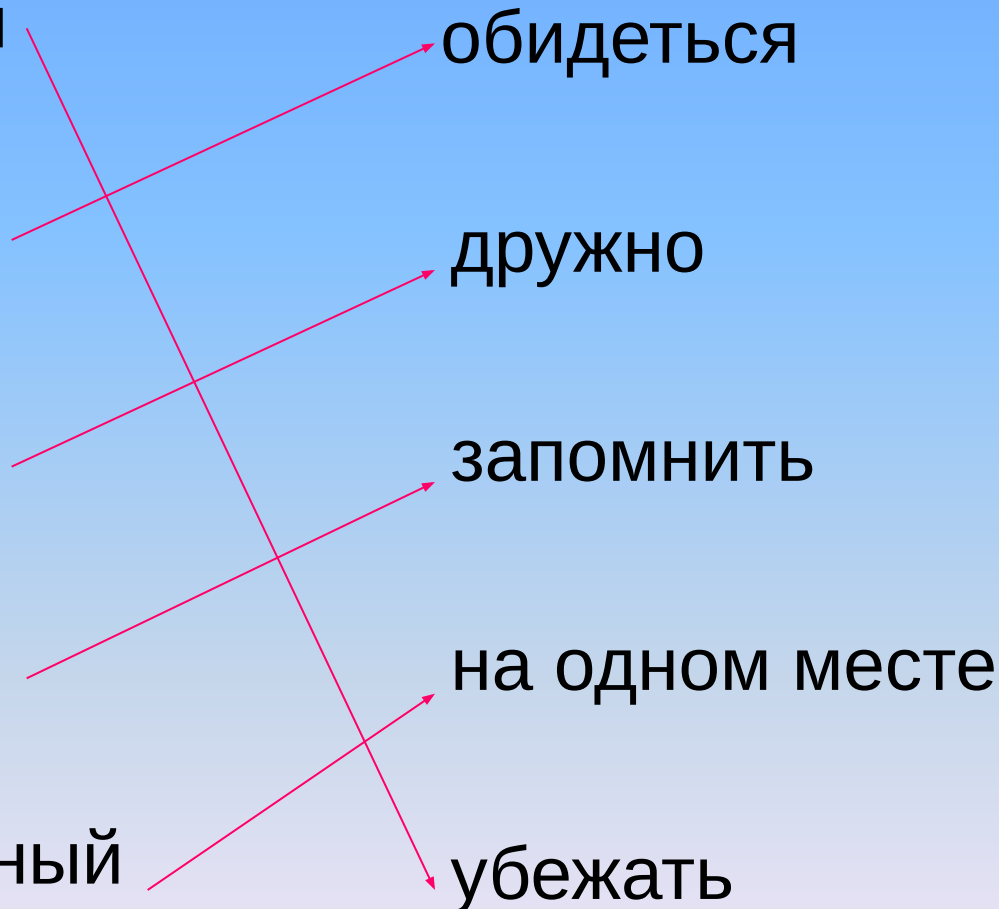 обидеться
дружно
запомнить
на одном месте
ный
убежать